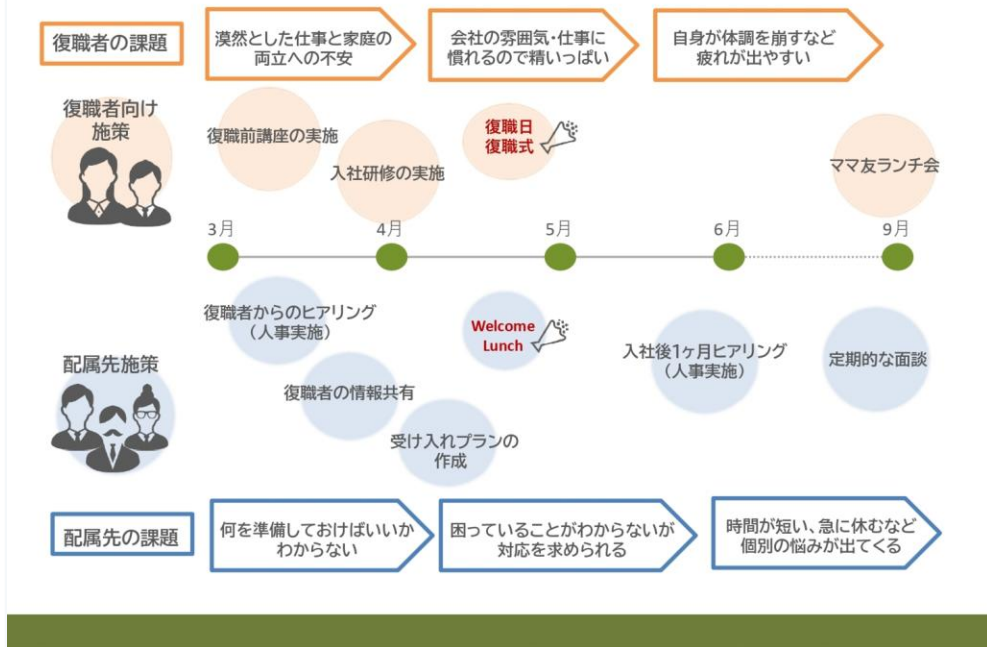 復職者の課題
漠然とした仕事と家庭の
両立への不安
会社の雰囲気・仕事に
慣れるので精いっぱい
自身が体調を崩すなど
疲れが出やすい
復職者向け
施策
復職前講座の実施
入社研修の実施
復職日
復職式
ママ友ランチ会
3月
4月
5月
6月
9月
復職者からのヒアリング
（人事実施）
Welcome
Lunch
入社後1ヶ月ヒアリング
（人事実施）
定期的な面談
配属先施策
復職者の情報共有
受け入れプランの
作成
配属先の課題
何を準備しておけばいいか
わからない
困っていることがわからないが
対応を求められる
時間が短い、急に休むなど
個別の悩みが出てくる